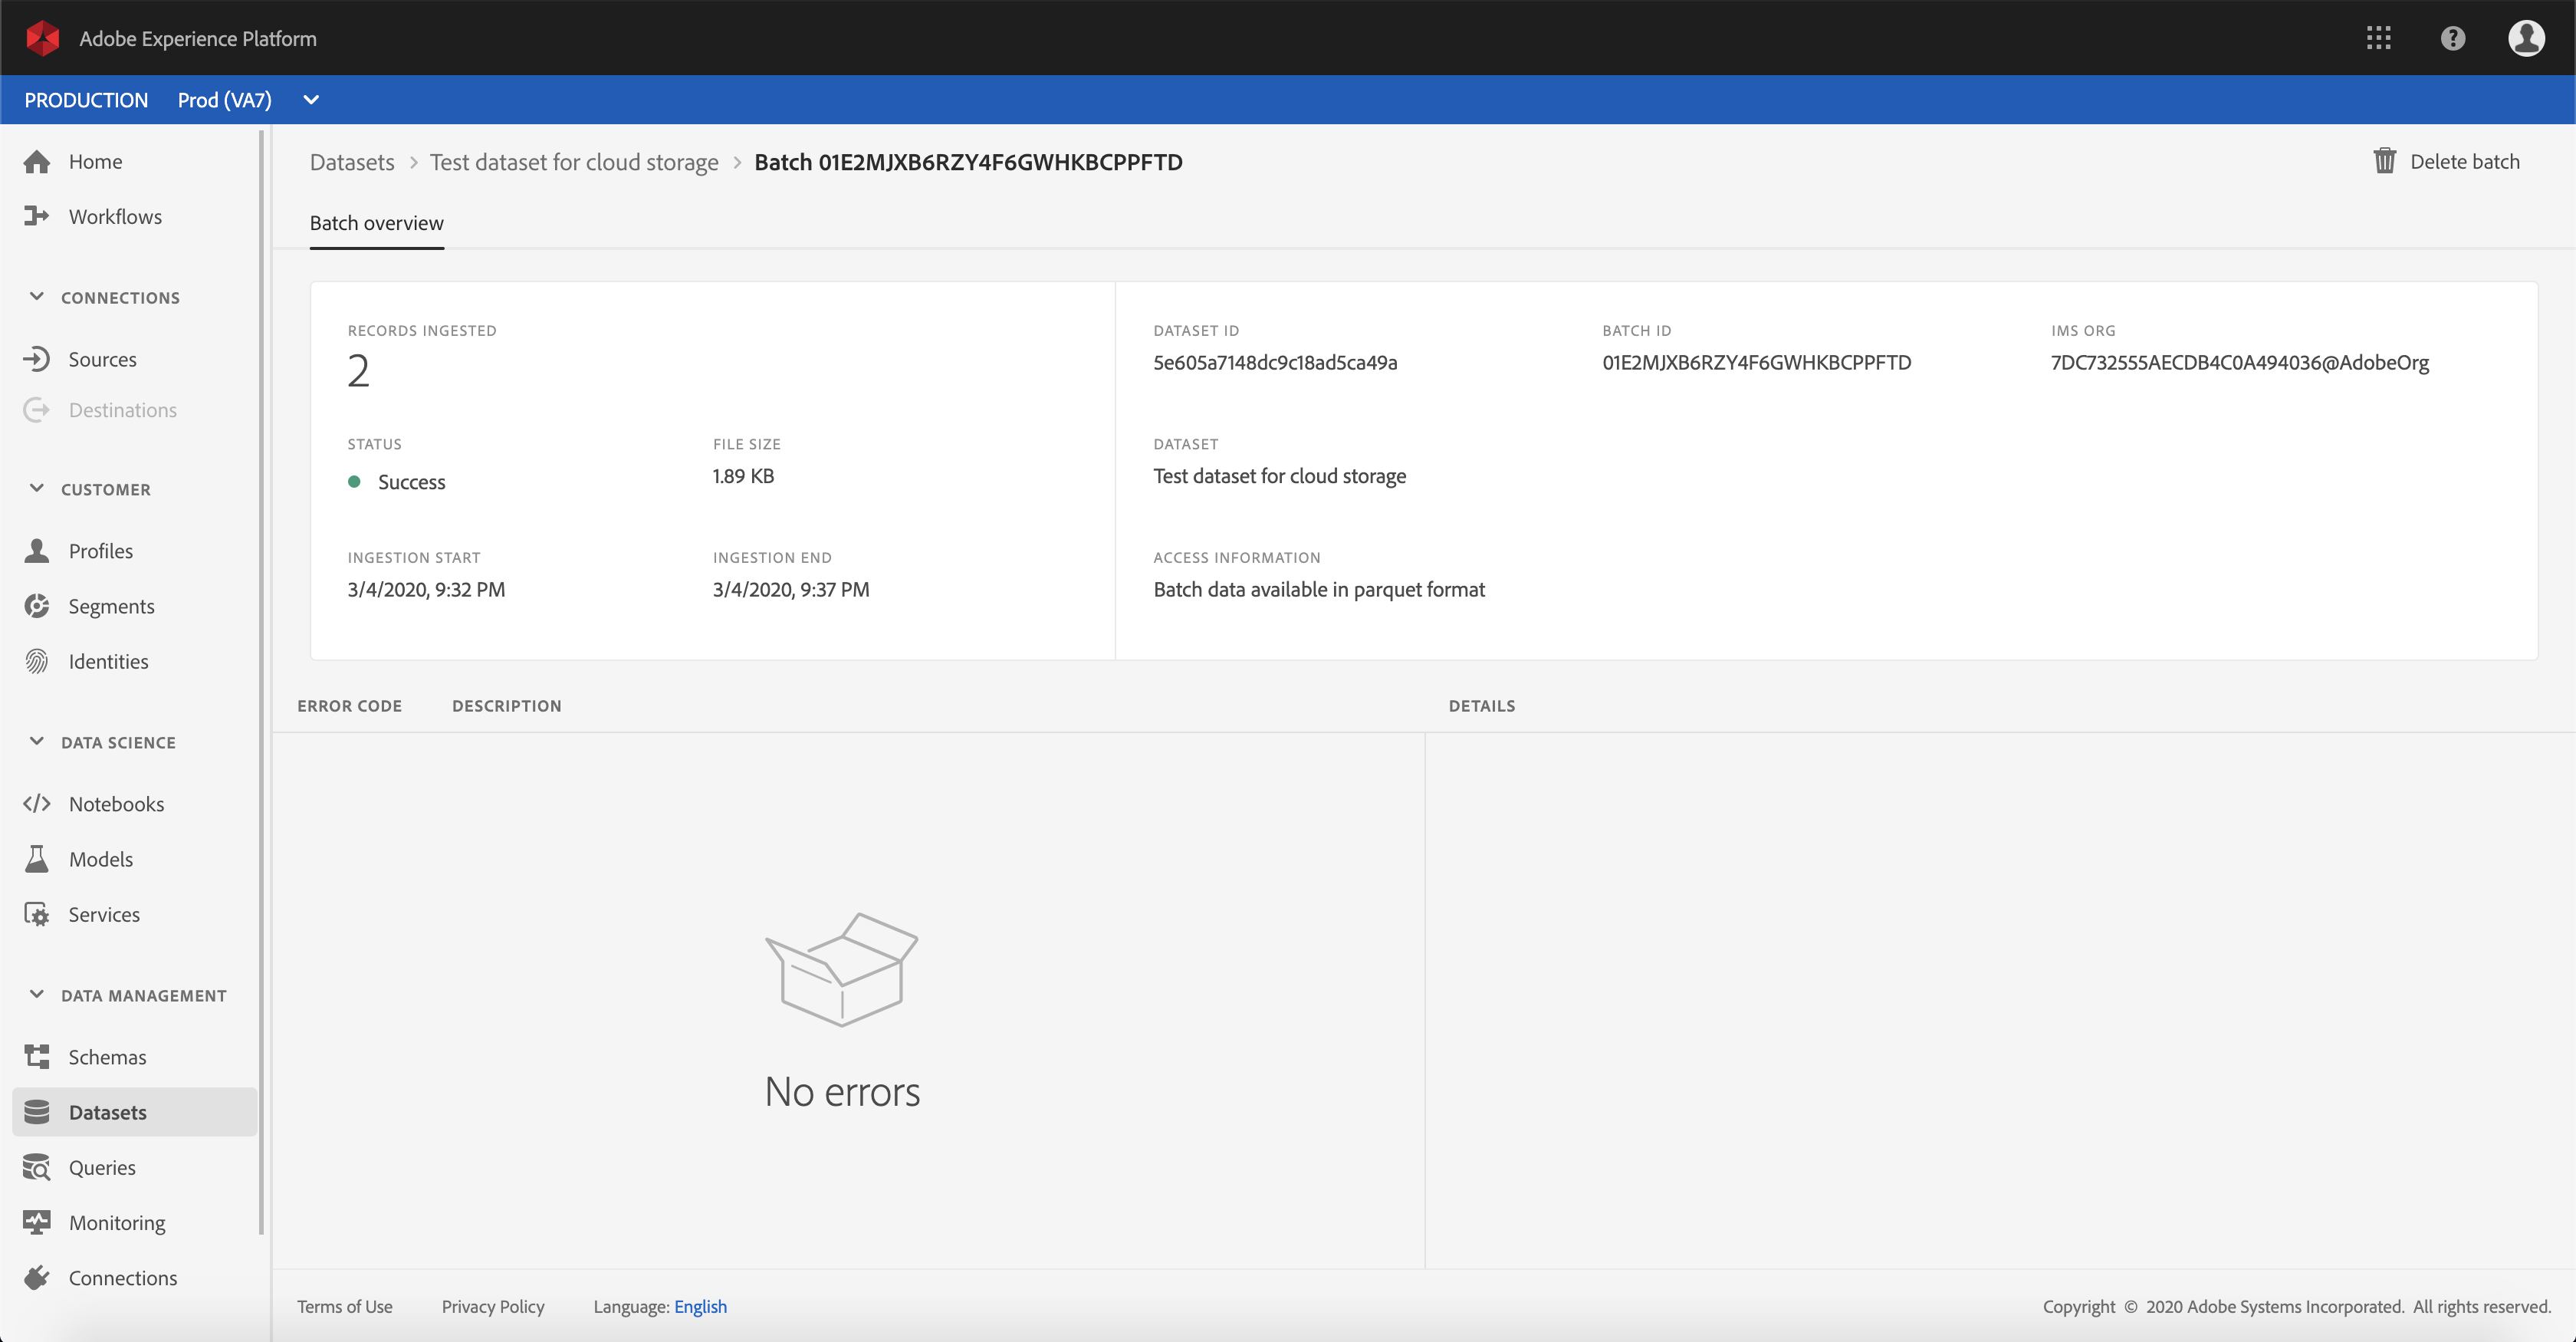 Adobe Experience Platform
PRODUCTION Prod (VA7)
Home
Workflows
CONNECTIONS
Sources
Destinations
CUSTOMER
Profiles
Segments
Identities
DATA SCIENCE
Notebooks
Models
Services
DATA MANAGEMENT
Schemas
Datasets
Queries
Monitoring
Connections
Datasets > Test dataset for cloud storage > Batch 01E2MJXB6RZY4F6GWHKBCPPFTD
Delete batch
Batch overview
RECORDS INGESTED
2
STATUS
Success
FILE SIZE
1.89 KB
INGESTION START
3/4/2020, 9:32 PM
INGESTION END
3/4/2020, 9:37 PM
DATASET ID
5e605a7148dc9c18ad5ca49a
BATCH ID
01E2MJXB6RZY4F6GWHKBCPPFTD
IMS ORG
7DC732555AECDB4C0A494036@AdobeOrg
DATASET
Test dataset for cloud storage
ACCESS INFORMATION
Batch data available in parquet format
ERROR CODE DESCRIPTION DETAILS
No errors
Terms of Use Privacy Policy Language: English
Copyright © 2020 Adobe Systems Incorporated. All rights reserved.